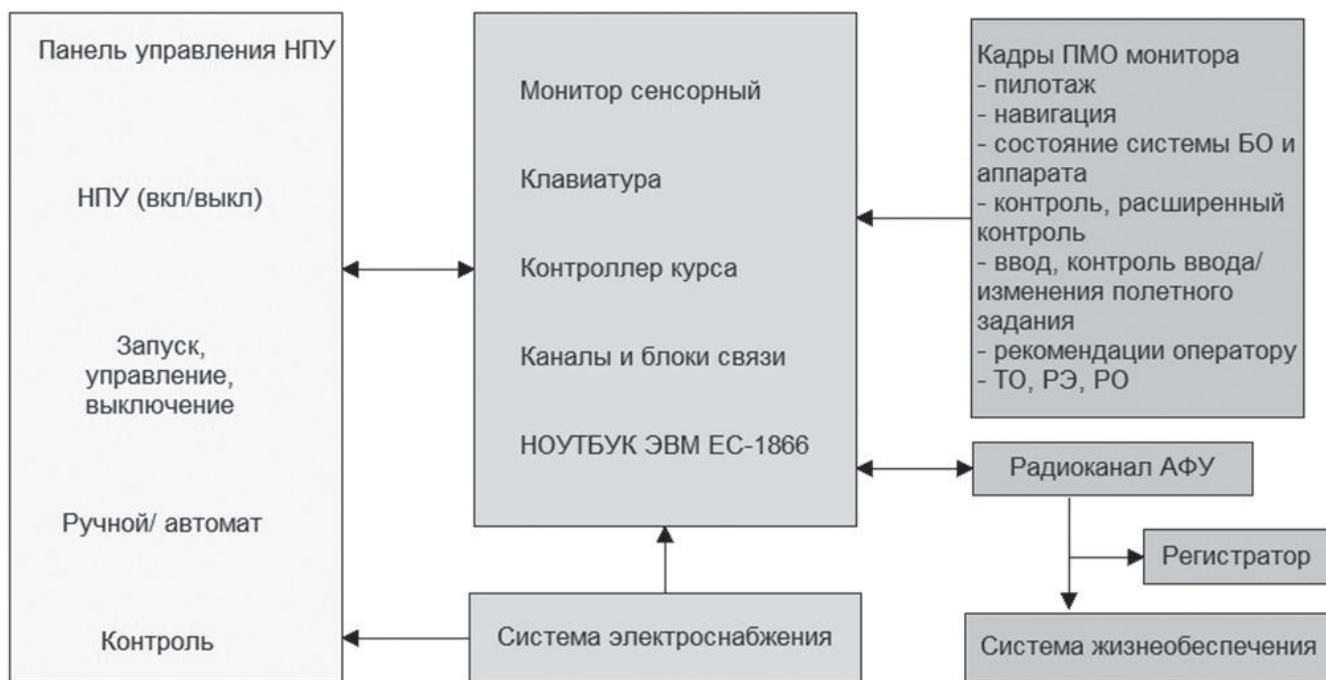 Панель управления НПУ
НПУ (вкл/выкл)
Запуск,
управление,
выключение
Ручной/ автомат
Контроль
Монитор сенсорный
Клавиатура
Контроллер курса
Каналы и блоки связи
НОУТБУК ЭВМ ЕС-1866
Система электроснабжения
Кадры ПМО монитора
- пилотаж
- навигация
- состояние системы БО и
аппарата
- контроль, расширенный
контроль
- ввод, контроль ввода/
изменения полетного
задания
- рекомендации оператору
- ТО, РЭ, РО
Радиоканал АФУ
Регистратор
Система жизнеобеспечения